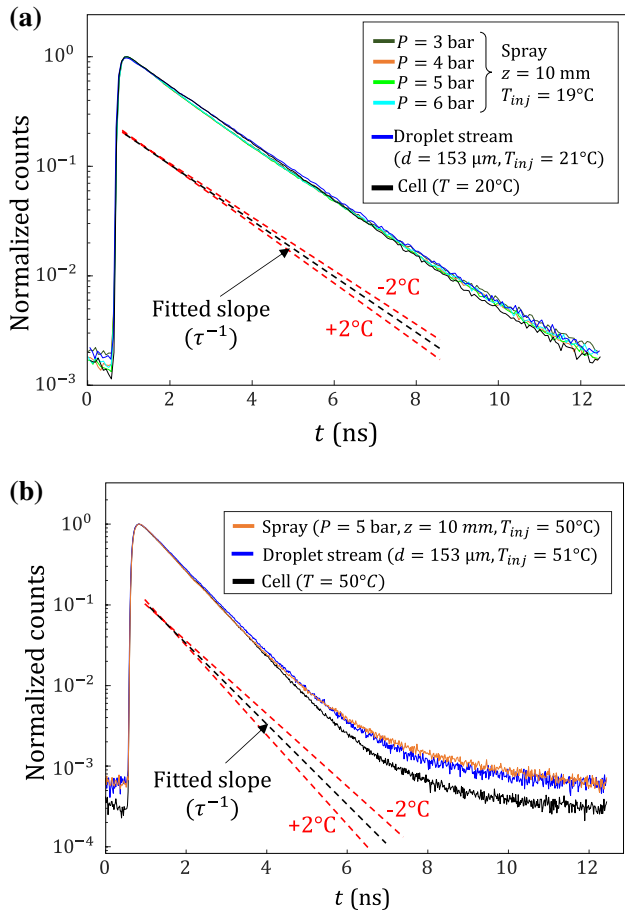 (a)
Normalized counts
10⁰
10⁻¹
10⁻²
10⁻³
P = 3 bar
P = 4 bar
P = 5 bar
P = 6 bar
Spray
z = 10 mm
T_inj = 19°C
Droplet stream
(d = 153 μm, T_inj = 21°C)
Cell (T = 20°C)
Fitted slope
(τ⁻¹)
-2°C
+2°C
0 2 4 6 8 10 12
t (ns)
(b)
Normalized counts
10⁰
10⁻¹
10⁻²
10⁻³
10⁻⁴
Spray (P = 5 bar, z = 10 mm, T_inj = 50°C)
Droplet stream (d = 153 μm, T_inj = 51°C)
Cell (T = 50°C)
Fitted slope
(τ⁻¹)
-2°C
+2°C
0 2 4 6 8 10 12
t (ns)